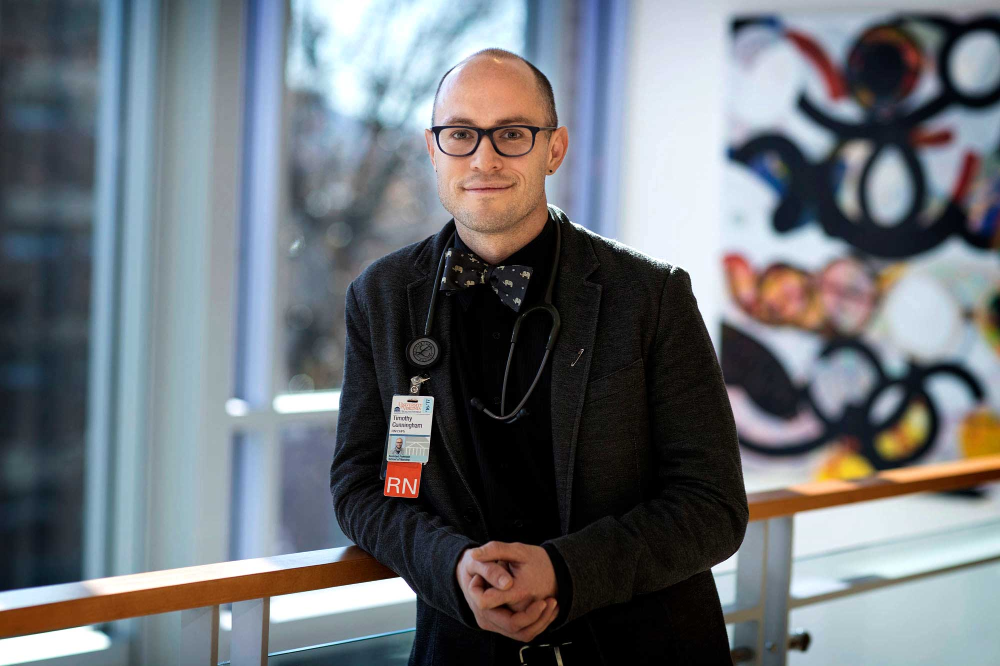 UNIVERSITY
of VIRGINIA
HEALTH SYSTEM
'16-'17
Timothy
Cunningham
RN DrPh
Assistant Professor
School of Nursing
RN